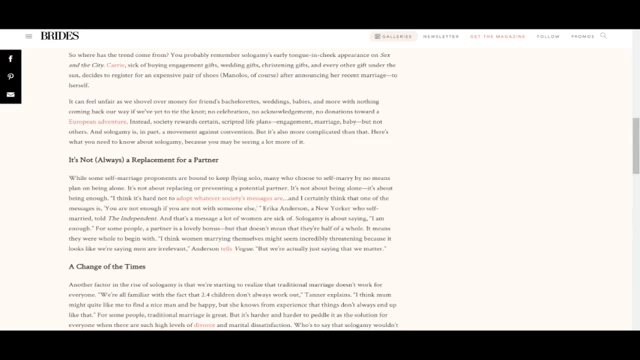 BRIDES
GALLERIES NEWSLETTER GET THE MAGAZINE FOLLOW PROMOS
So where has the trend come from? You probably remember sologamy's early tongue-in-cheek appearance on Sex
and the City. Carrie, sick of buying engagement gifts, wedding gifts, christening gifts, and every other gift under the
sun, decides to register for an expensive pair of shoes (Manolos, of course) after announcing her recent marriage—to
herself.
It can feel unfair as we shovel over money for friend's bachelorettes, weddings, babies, and more with nothing
coming back our way if we've yet to tie the knot; no celebration, no acknowledgement, no donations toward a
European adventure. Instead, society rewards certain, scripted life plans—engagement, marriage, baby—but not
others. And sologamy is, in part, a movement against convention. But it's also more complicated than that. Here's
what you need to know about sologamy, because you may be seeing a lot more of it.
It's Not (Always) a Replacement for a Partner
While some self-marriage proponents are bound to keep flying solo, many who choose to self-marry by no means
plan on being alone. It's not about replacing or preventing a potential partner. It's not about being alone—it's about
being enough. "I think it's hard not to adopt whatever society's messages are...and I certainly think that one of the
messages is, 'You are not enough if you are not with someone else,' " Erika Anderson, a New Yorker who self-
married, told The Independent. And that's a message a lot of women are sick of. Sologamy is about saying, "I am
enough." For some people, a partner is a lovely bonus—but that doesn't mean that they're half of a whole. It means
they were whole to begin with. "I think women marrying themselves might seem incredibly threatening because it
looks like we're saying men are irrelevant," Anderson tells Vogue. "But we're actually just saying that we matter."
A Change of the Times
Another factor in the rise of sologamy is that we're starting to realize that traditional marriage doesn't work for
everyone. "We're all familiar with the fact that 2.4 children don't always work out," Tanner explains. "I think mum
might quite like me to find a nice man and be happy, but she knows from experience that things don't always end up
like that." For some people, traditional marriage is great. But it's harder and harder to peddle it as the solution for
everyone when there are such high levels of divorce and marital dissatisfaction. Who's to say that sologamy wouldn't